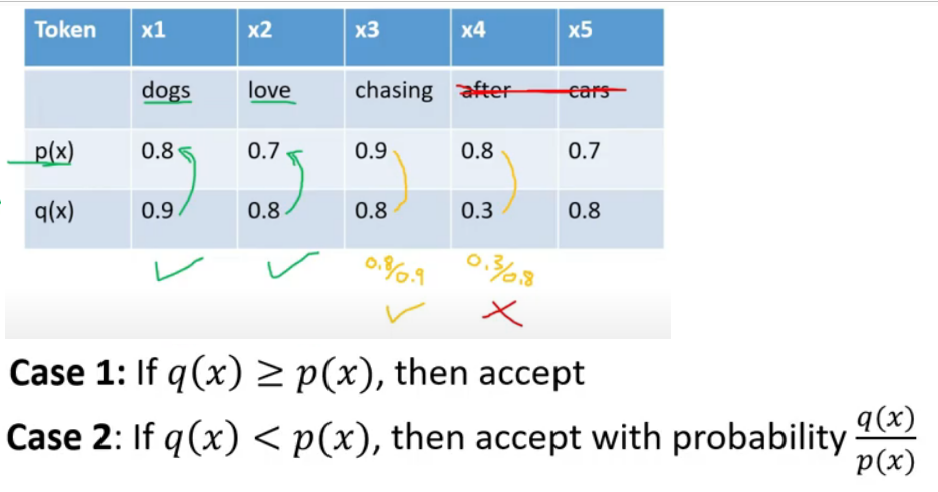 Token x1 x2 x3 x4 x5
dogs love chasing after cars
p(x) 0.8 0.7 0.9 0.8 0.7
q(x) 0.9 0.8 0.8 0.3 0.8
0.8/0.9 0.3/0.8
Case 1: If q(x) ≥ p(x), then accept
Case 2: If q(x) < p(x), then accept with probability q(x)/p(x)